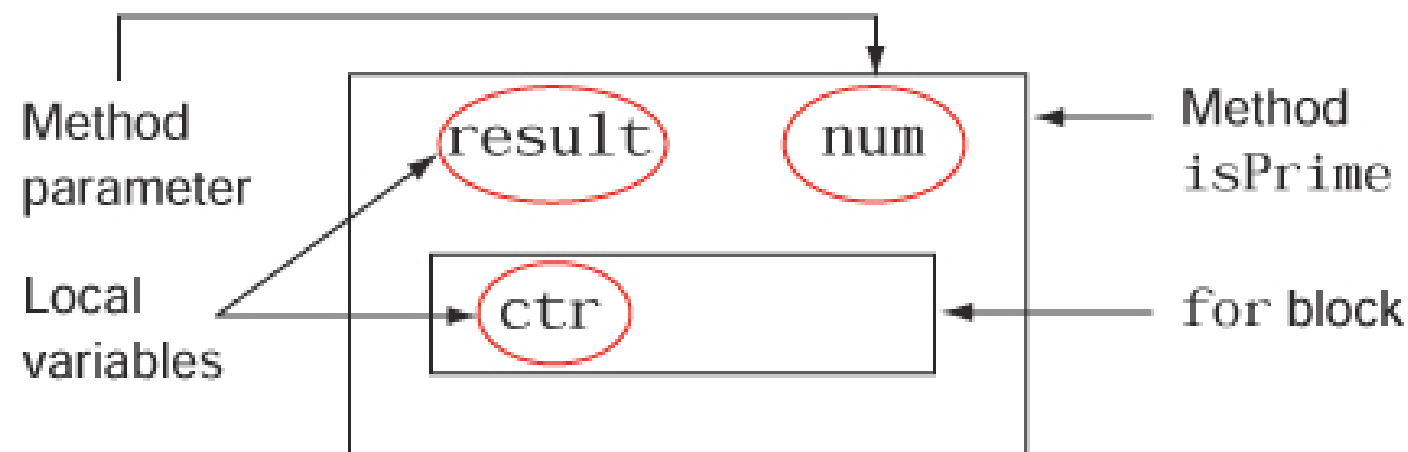 Method
parameter
result
num
Method
isPrime
Local
variables
ctr
for block